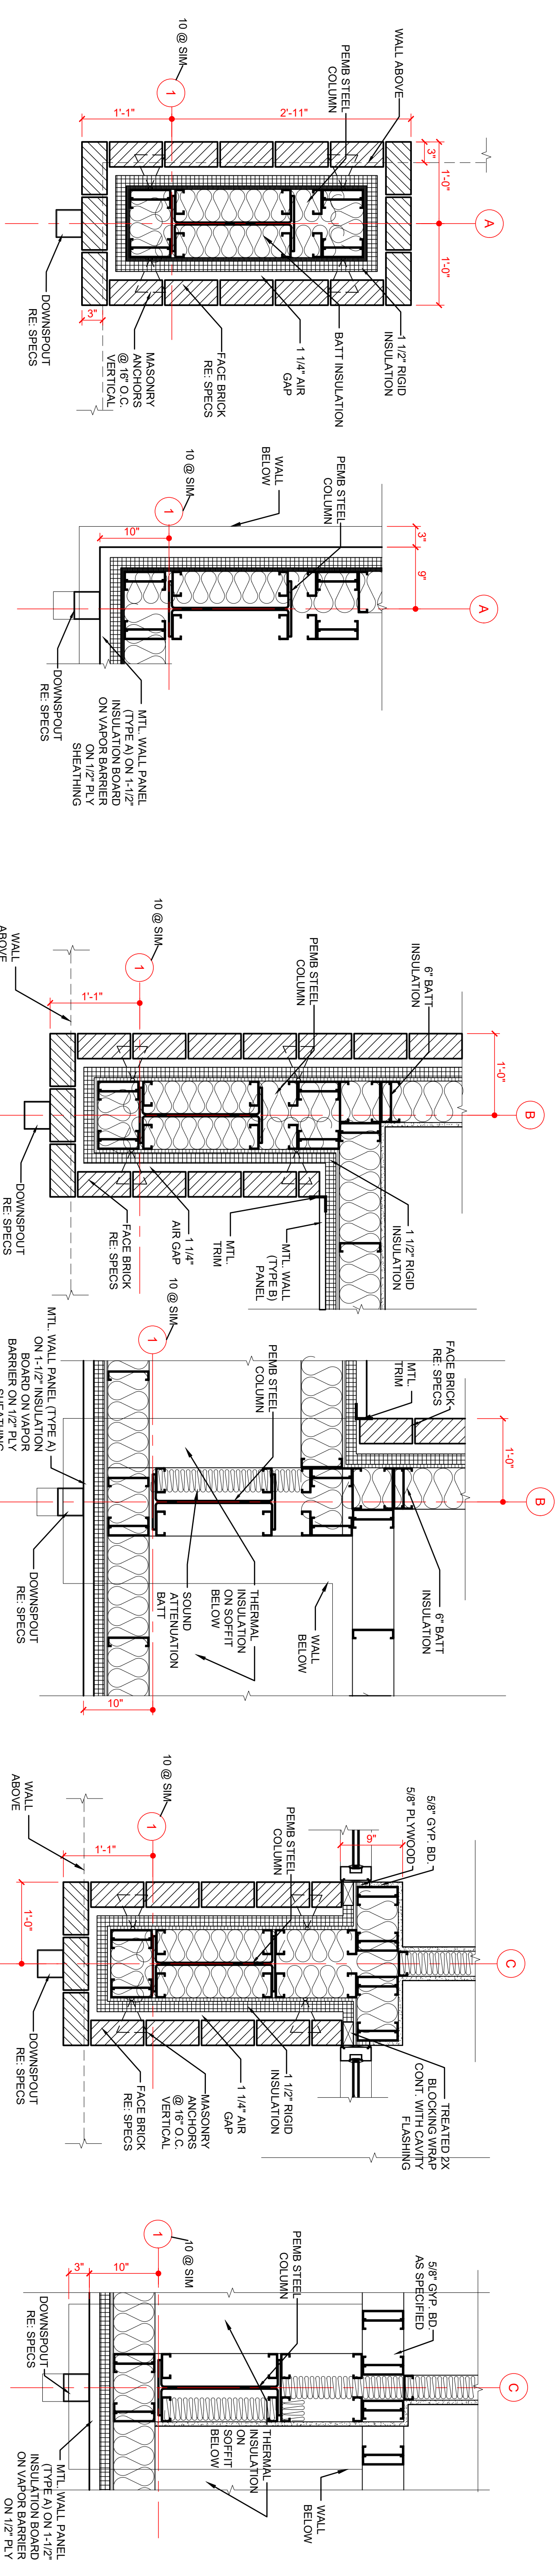 10 @ SIM
1
1'-1"
2'-11"
WALL ABOVE
PEMB STEEL
COLUMN
3"
1'-0"
1'-0"
A
3"
DOWNSPOUT
RE: SPECS
MASONRY
ANCHORS
@ 16" O.C.
VERTICAL
FACE BRICK
RE: SPECS
1 1/4" AIR
GAP
BATT INSULATION
1 1/2" RIGID
INSULATION
10 @ SIM
1
10"
WALL
BELOW
PEMB STEEL
COLUMN
3"
9"
A
DOWNSPOUT
RE: SPECS
MTL. WALL PANEL
(TYPE A) ON 1-1/2"
INSULATION BOARD
ON VAPOR BARRIER
ON 1/2" PLY
SHEATHING
10 @ SIM
1
1'-1"
WALL
ABOVE
PEMB STEEL
COLUMN
6" BATT
INSULATION
1'-0"
B
DOWNSPOUT
RE: SPECS
FACE BRICK
RE: SPECS
1 1/4"
AIR GAP
MTL.
TRIM
MTL. WALL
(TYPE B)
PANEL
1 1/2" RIGID
INSULATION
10 @ SIM
1
MTL. WALL PANEL (TYPE A)
ON 1-1/2" INSULATION
BOARD ON VAPOR
BARRIER ON 1/2" PLY
SHEATHING
PEMB STEEL
COLUMN
MTL.
TRIM
FACE BRICK
RE: SPECS
1'-0"
B
DOWNSPOUT
RE: SPECS
10"
SOUND
ATTENUATION
BATT
THERMAL
INSULATION
ON SOFFIT
BELOW
WALL
BELOW
6" BATT
INSULATION
10 @ SIM
1
1'-1"
WALL
ABOVE
1'-0"
PEMB STEEL
COLUMN
9"
5/8" PLYWOOD
5/8" GYP. BD.
C
DOWNSPOUT
RE: SPECS
FACE BRICK
RE: SPECS
MASONRY
ANCHORS
@ 16" O.C.
VERTICAL
1 1/4" AIR
GAP
1 1/2" RIGID
INSULATION
TREATED 2X
BLOCKING WRAP
CONT. WITH CAVITY
FLASHING
10 @ SIM
1
3"
10"
PEMB STEEL
COLUMN
5/8" GYP. BD.
AS SPECIFIED
C
DOWNSPOUT
RE: SPECS
MTL. WALL PANEL
(TYPE A) ON 1-1/2"
INSULATION BOARD
ON VAPOR BARRIER
ON 1/2" PLY
THERMAL
INSULATION
ON
SOFFIT
BELOW
WALL
BELOW